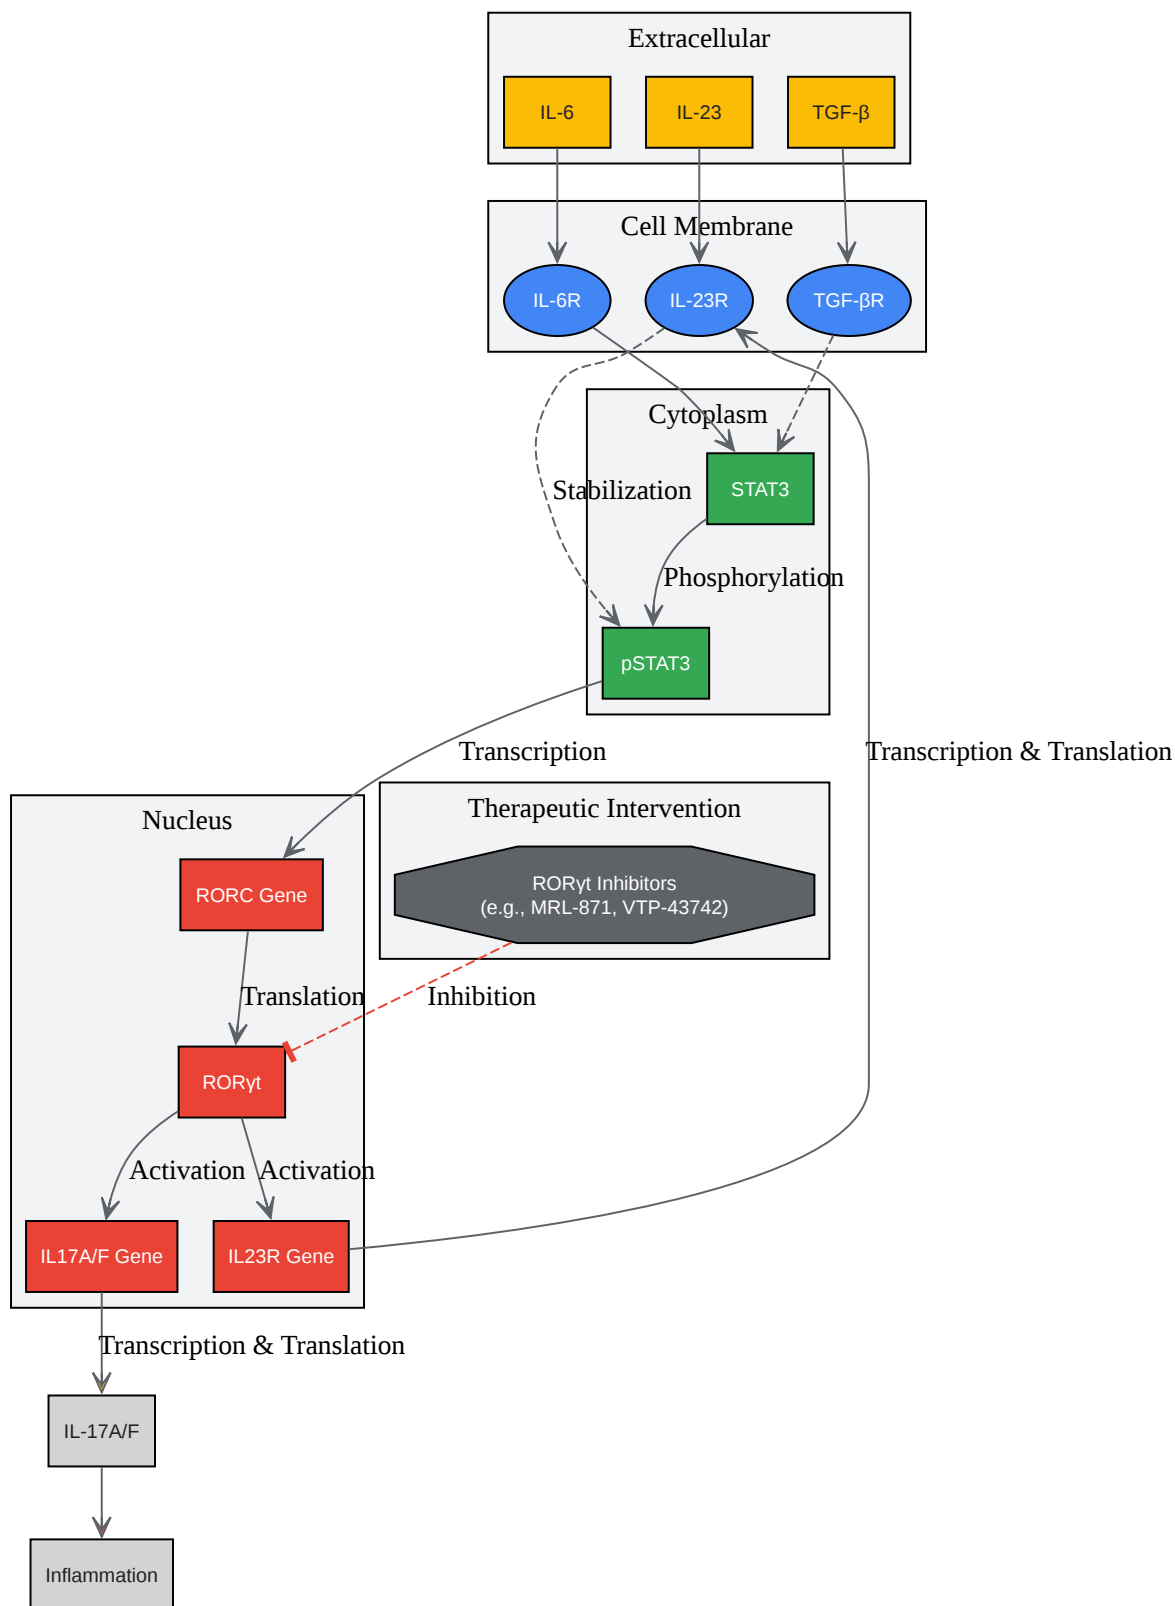 Extracellular
IL-6
IL-23
TGF-β
Cell Membrane
IL-6R
IL-23R
TGF-βR
Cytoplasm
STAT3
Stabilization
Phosphorylation
pSTAT3
Transcription
Transcription & Translation
Therapeutic Intervention
Nucleus
RORγt Inhibitors
(e.g., MRL-871, VTP-43742)
RORC Gene
Translation
Inhibition
RORγt
Activation
Activation
IL17A/F Gene
IL23R Gene
Transcription & Translation
IL-17A/F
Inflammation